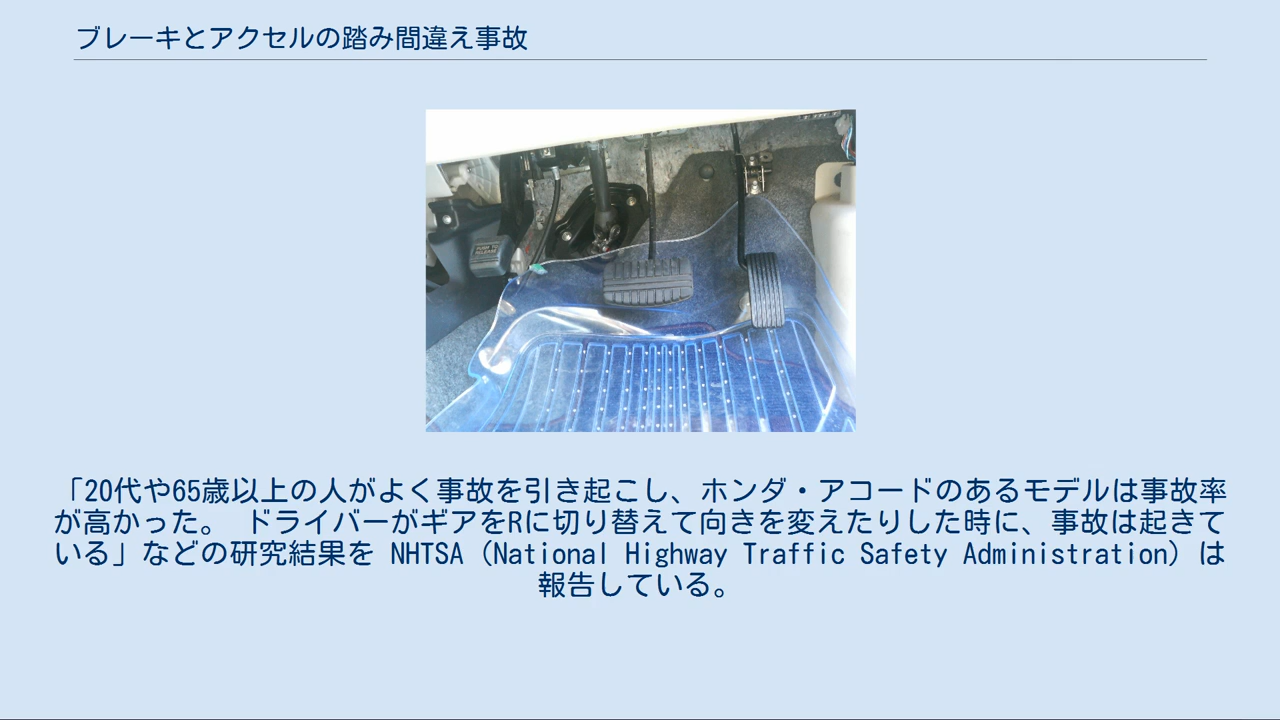 ブレーキとアクセルの踏み間違え事故
PUSH TO
RELEASE
「20代や65歳以上の人がよく事故を引き起こし、ホンダ・アコードのあるモデルは事故率
が高かった。 ドライバーがギアをRに切り替えて向きを変えたりした時に、事故は起きて
いる」などの研究結果を NHTSA (National Highway Traffic Safety Administration) は
報告している。